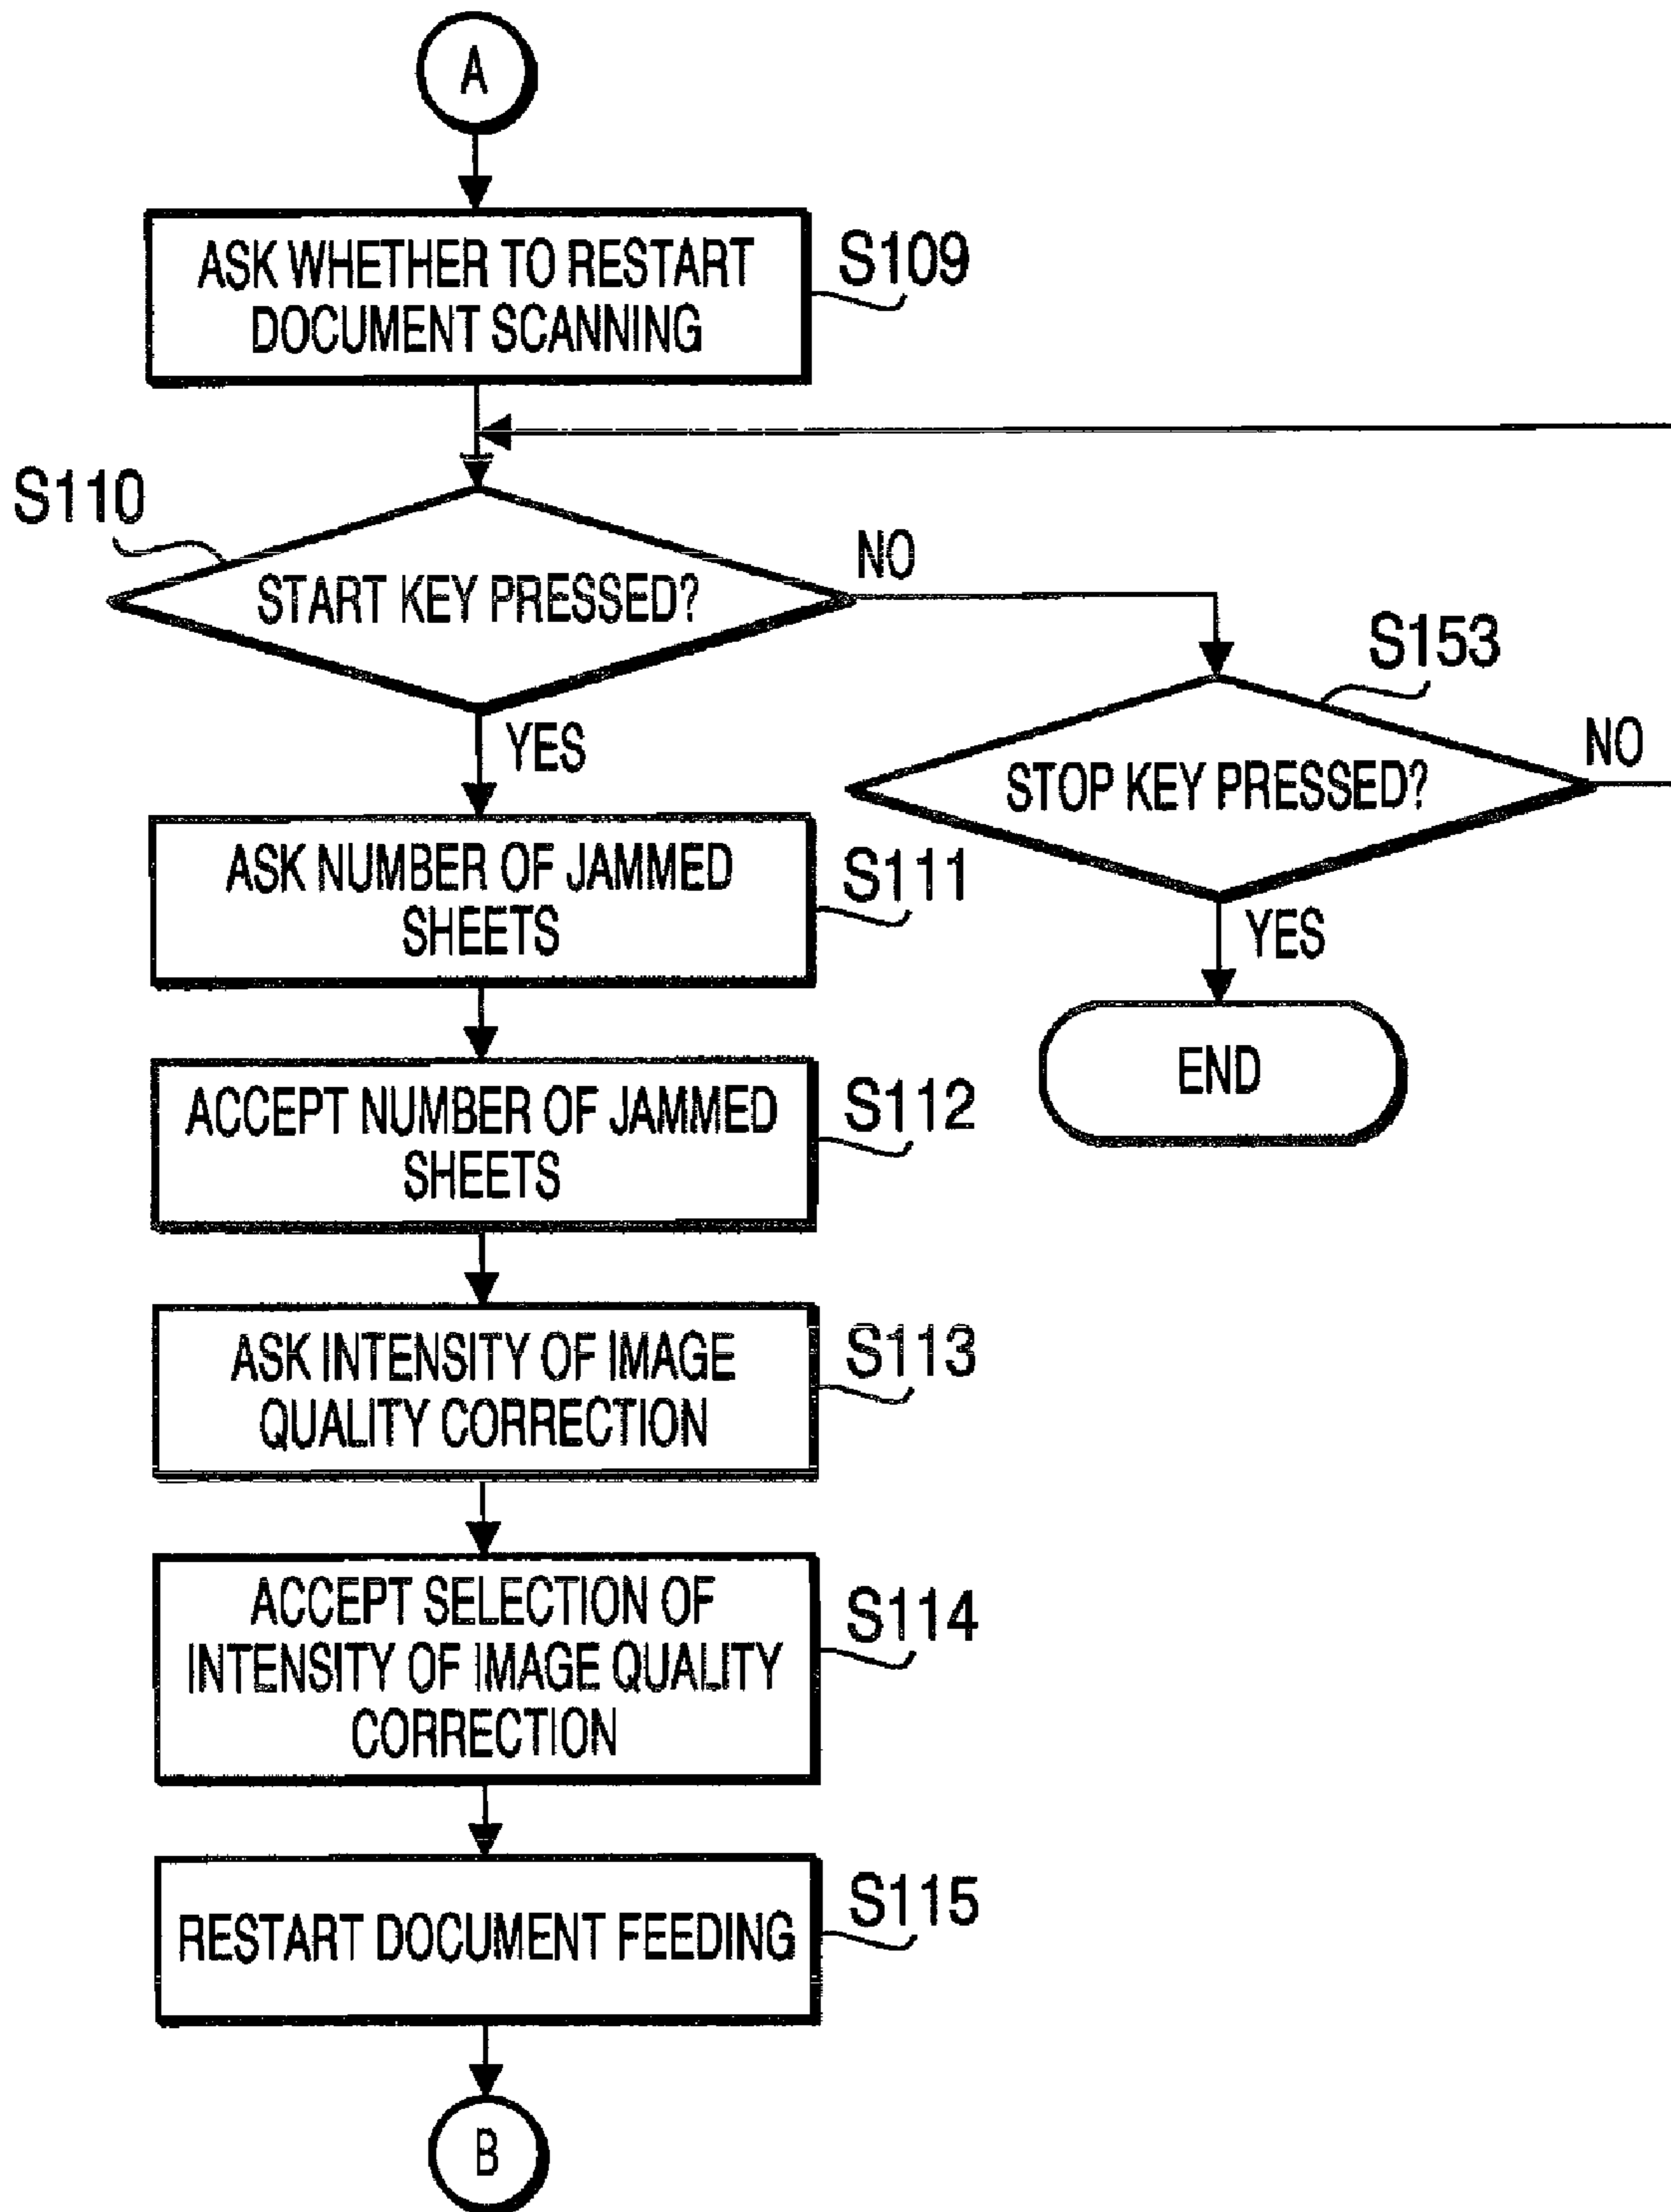 A
ASK WHETHER TO RESTART
DOCUMENT SCANNING
S109
S110
START KEY PRESSED?
NO
YES
S153
STOP KEY PRESSED?
NO
YES
END
ASK NUMBER OF JAMMED
SHEETS
S111
ACCEPT NUMBER OF JAMMED
SHEETS
S112
ASK INTENSITY OF IMAGE
QUALITY CORRECTION
S113
ACCEPT SELECTION OF
INTENSITY OF IMAGE QUALITY
CORRECTION
S114
RESTART DOCUMENT FEEDING
S115
B